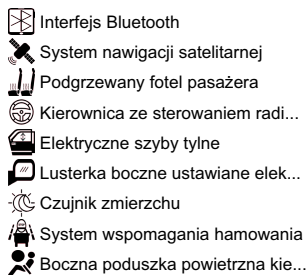 Interfejs Bluetooth
System nawigacji satelitarnej
Podgrzewany fotel pasażera
Kierownica ze sterowaniem radi...
Elektryczne szyby tylne
Lusterka boczne ustawiane elek...
Czujnik zmierzchu
System wspomagania hamowania
Boczna poduszka powietrzna kie...